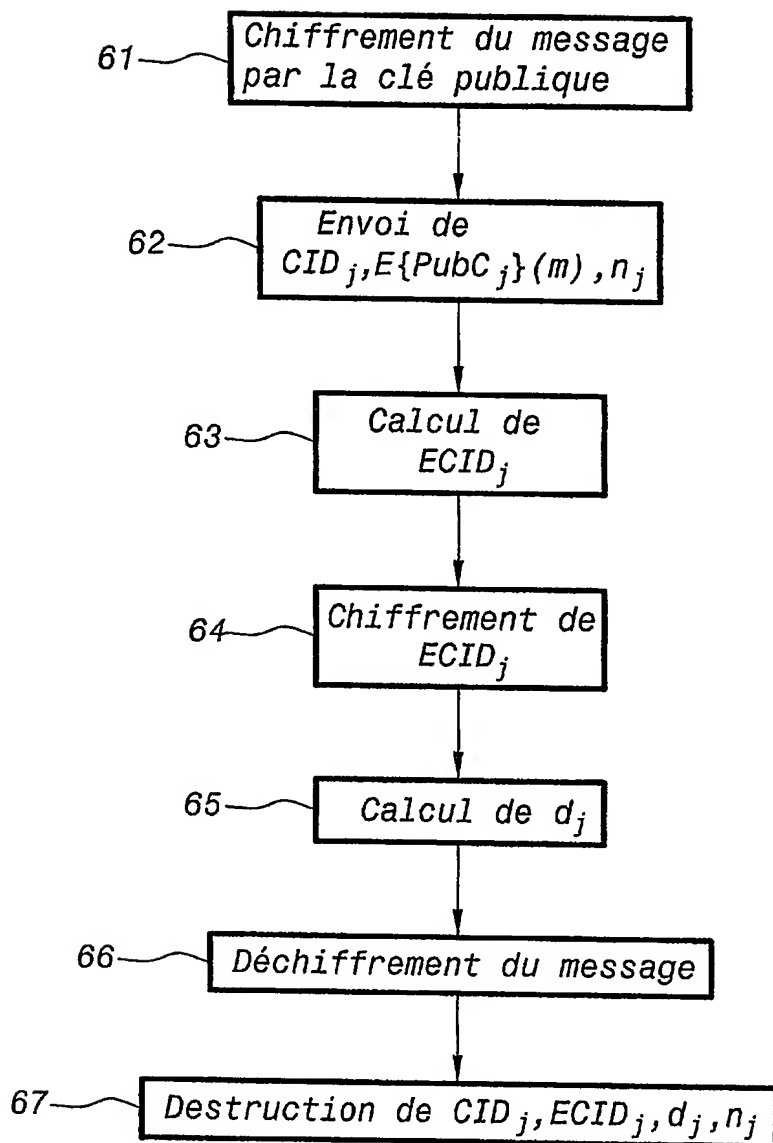 61
Chiffrement du message
par la clé publique
62
Envoi de
CIDj,E{PubCj}(m),nj
63
Calcul de
ECIDj
64
Chiffrement de
ECIDj
65
Calcul de dj
66
Déchiffrement du message
67
Destruction de CIDj,ECIDj,dj,nj